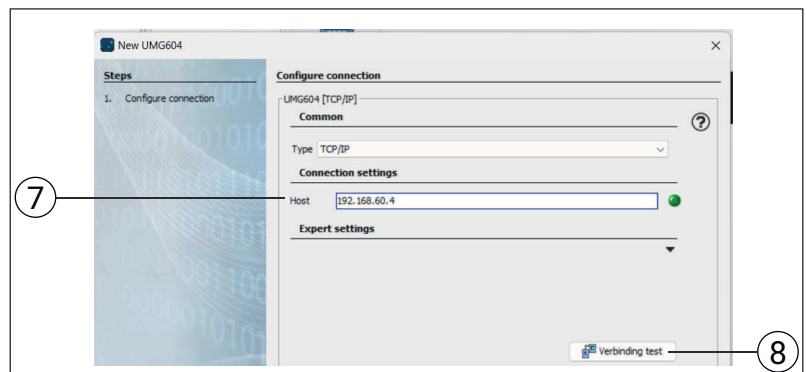 New UMG604
Steps
1. Configure connection
Configure connection
UMG604 [TCP/IP]
Common
Type TCP/IP
Connection settings
7
Host 192.168.60.4
Expert settings
Verbinding test
8